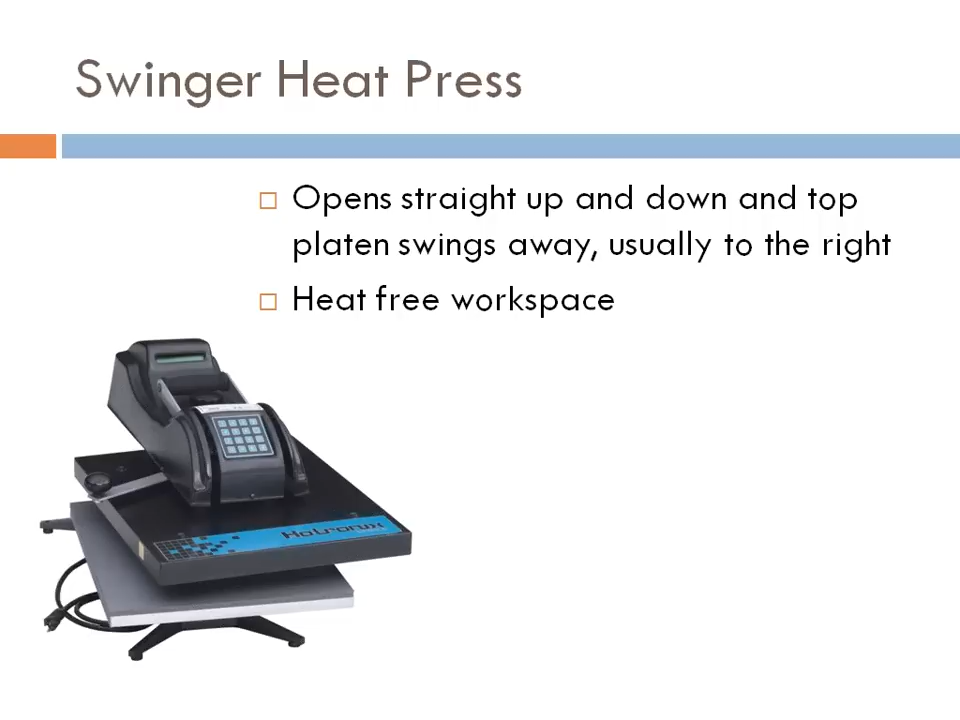 Swinger Heat Press
Opens straight up and down and top
platen swings away, usually to the right
Heat free workspace
Hotronix